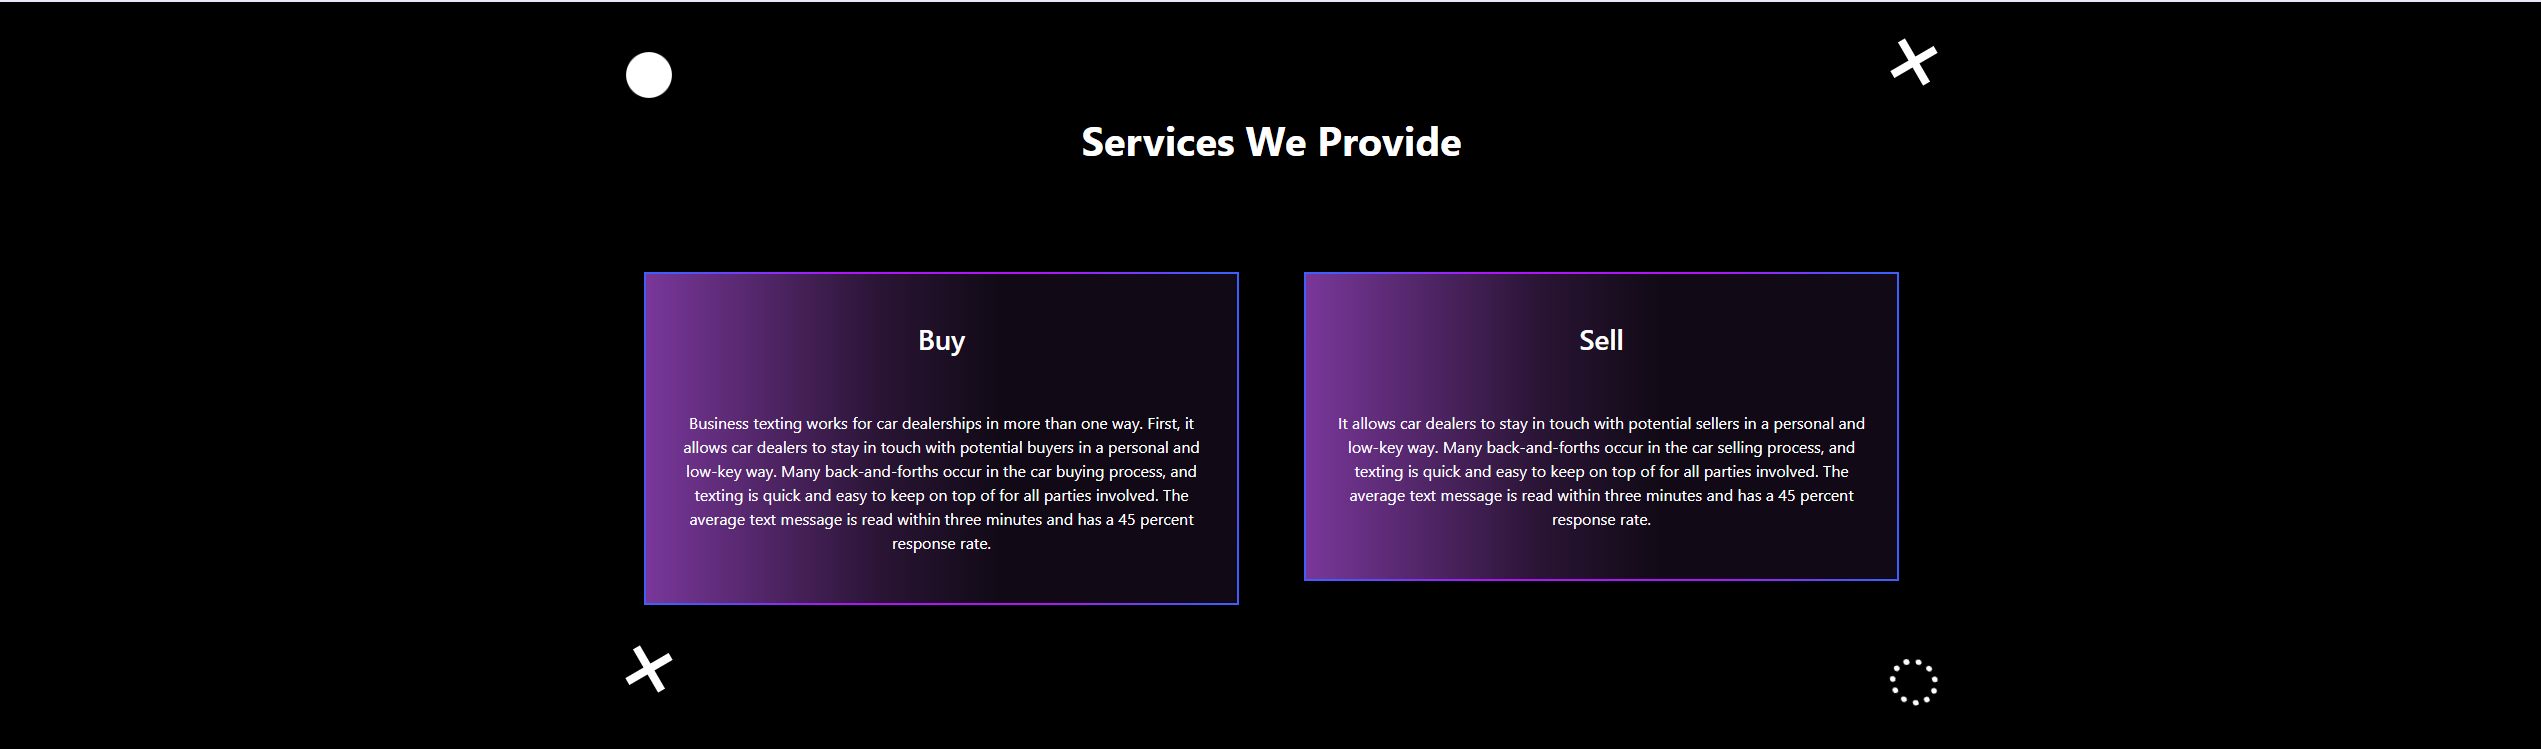 Services We Provide
Buy
Business texting works for car dealerships in more than one way. First, it
allows car dealers to stay in touch with potential buyers in a personal and
low-key way. Many back-and-forths occur in the car buying process, and
texting is quick and easy to keep on top of for all parties involved. The
average text message is read within three minutes and has a 45 percent
response rate.
Sell
It allows car dealers to stay in touch with potential sellers in a personal and
low-key way. Many back-and-forths occur in the car selling process, and
texting is quick and easy to keep on top of for all parties involved. The
average text message is read within three minutes and has a 45 percent
response rate.